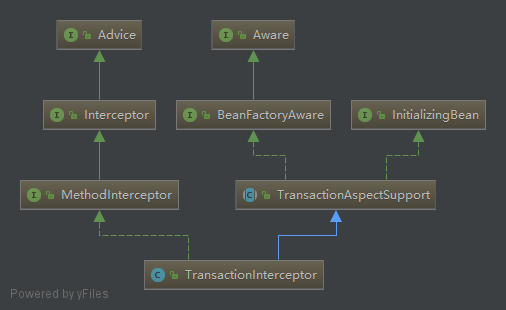 Advice
Aware
Interceptor
BeanFactoryAware
InitializingBean
MethodInterceptor
TransactionAspectSupport
TransactionInterceptor
Powered by yFiles